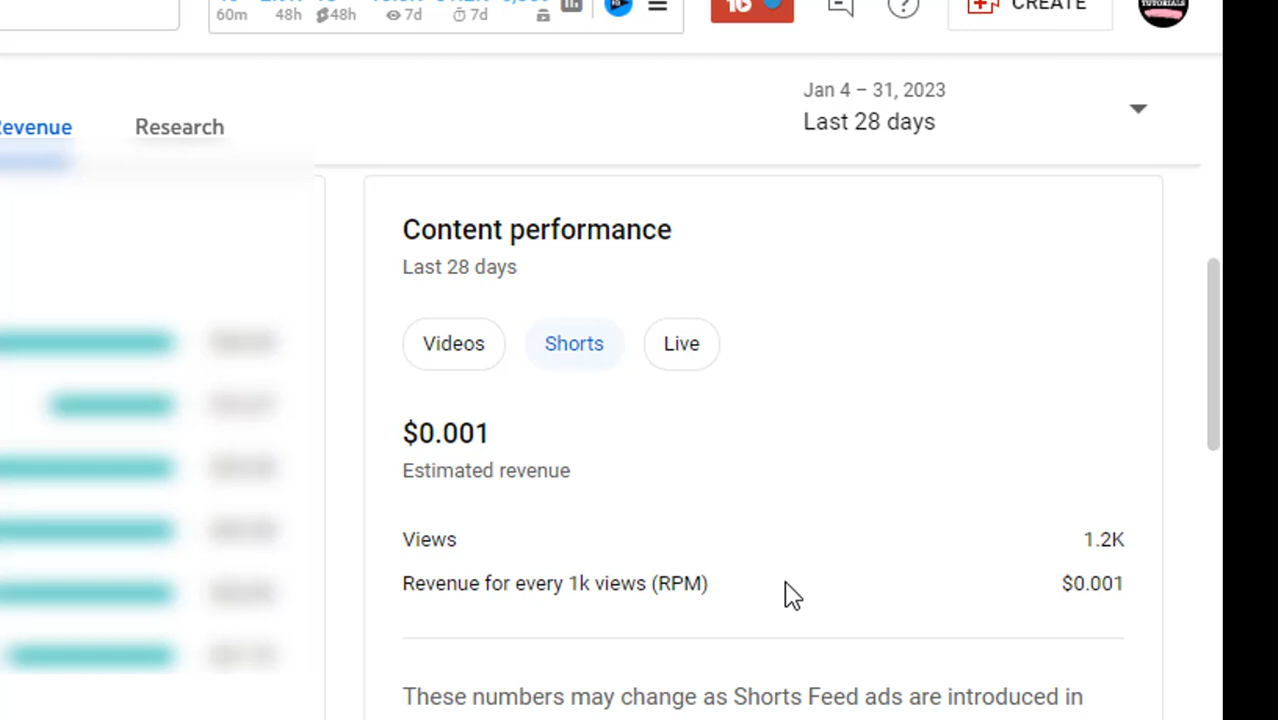 60m 48h 48h 7d 7d
CREATE
TUTORIALS
Jan 4 – 31, 2023
Revenue Research
Last 28 days
Content performance
Last 28 days
Videos Shorts Live
$0.001
Estimated revenue
Views 1.2K
Revenue for every 1k views (RPM) $0.001
These numbers may change as Shorts Feed ads are introduced in